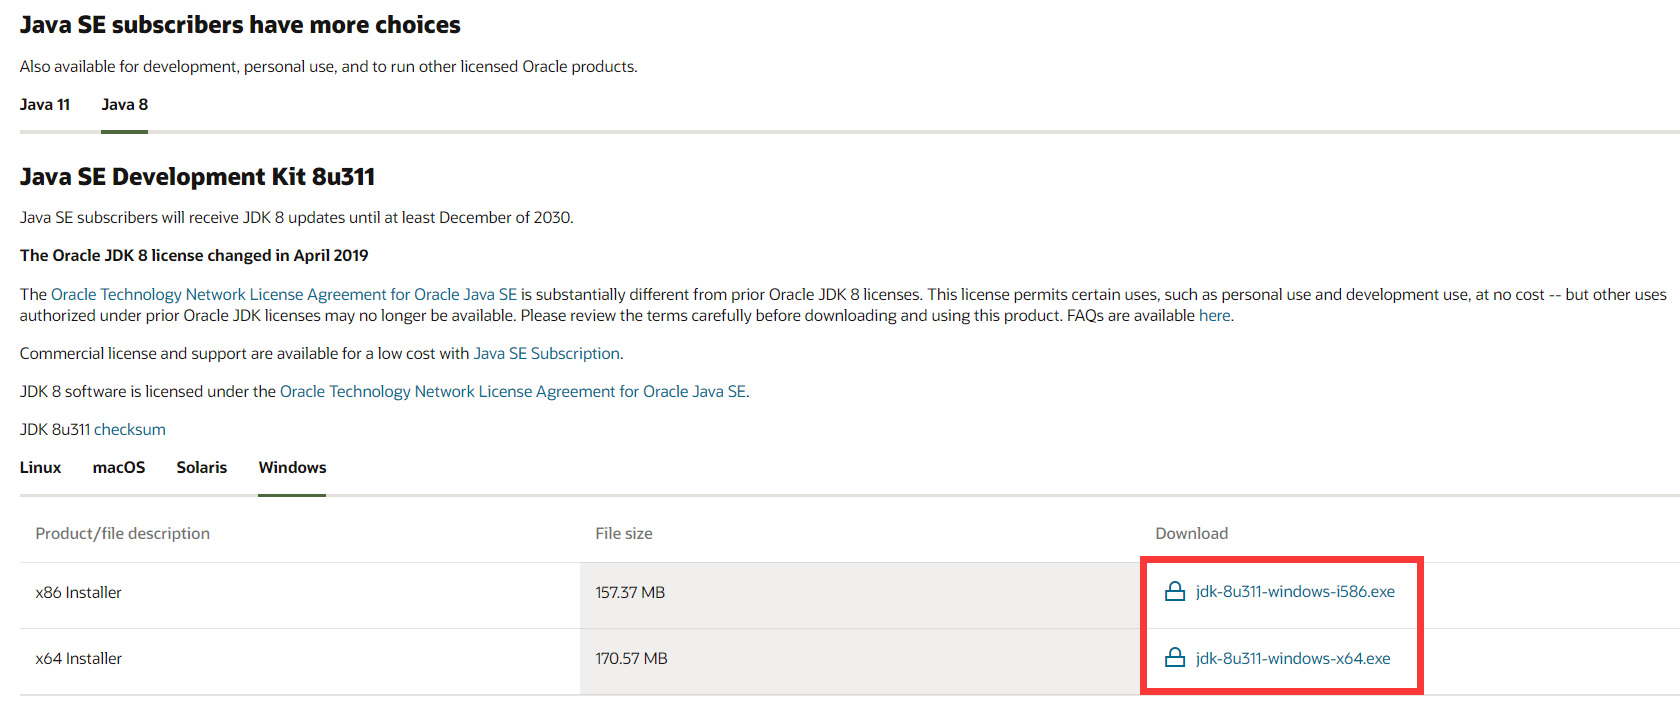 Java SE subscribers have more choices
Also available for development, personal use, and to run other licensed Oracle products.
Java 11 Java 8
Java SE Development Kit 8u311
Java SE subscribers will receive JDK 8 updates until at least December of 2030.
The Oracle JDK 8 license changed in April 2019
The Oracle Technology Network License Agreement for Oracle Java SE is substantially different from prior Oracle JDK 8 licenses. This license permits certain uses, such as personal use and development use, at no cost -- but other uses
authorized under prior Oracle JDK licenses may no longer be available. Please review the terms carefully before downloading and using this product. FAQs are available here.
Commercial license and support are available for a low cost with Java SE Subscription.
JDK 8 software is licensed under the Oracle Technology Network License Agreement for Oracle Java SE.
JDK 8u311 checksum
Linux macOS Solaris Windows
Product/file description File size Download
x86 Installer 157.37 MB jdk-8u311-windows-i586.exe
x64 Installer 170.57 MB jdk-8u311-windows-x64.exe